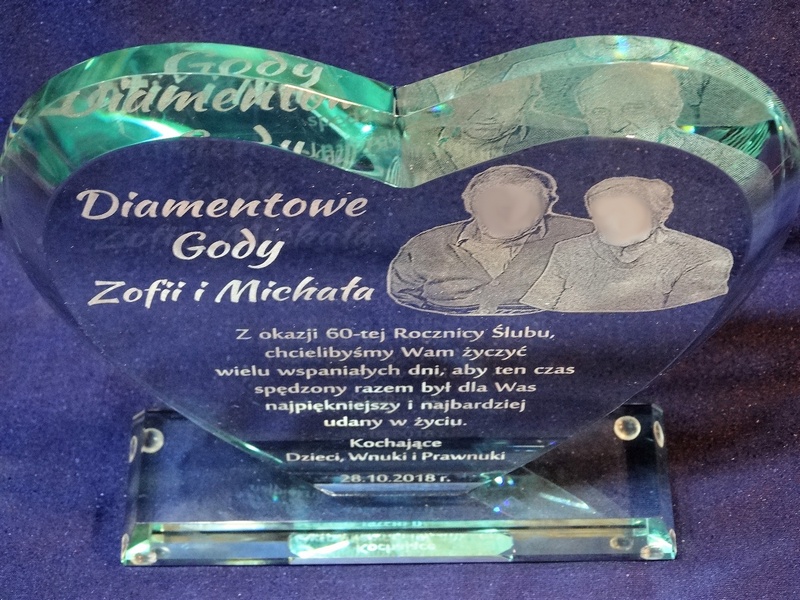 Diamentowe
Gody
Zofii i Michała
Z okazji 60-tej Rocznicy Ślubu,
chcielibyśmy Wam życzyć
wielu wspaniałych dni, aby ten czas
spędzony razem był dla Was
najpiękniejszy i najbardziej
udany w życiu.
Kochające
Dzieci, Wnuki i Prawnuki
28.10.2018 r.